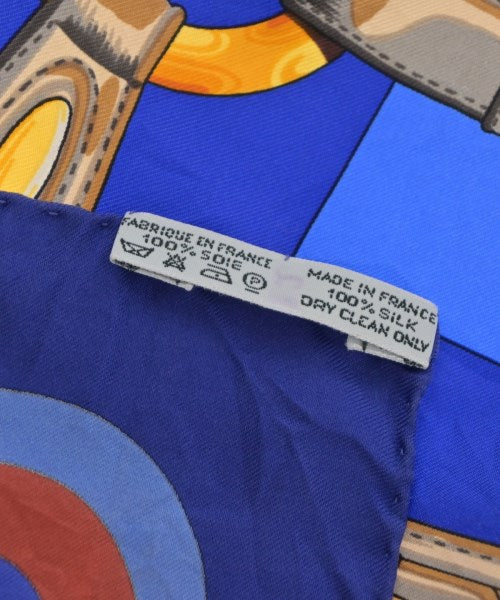 FABRIQUE EN FRANCE
100% SOIE
P
MADE IN FRANCE
100% SILK
DRY CLEAN ONLY